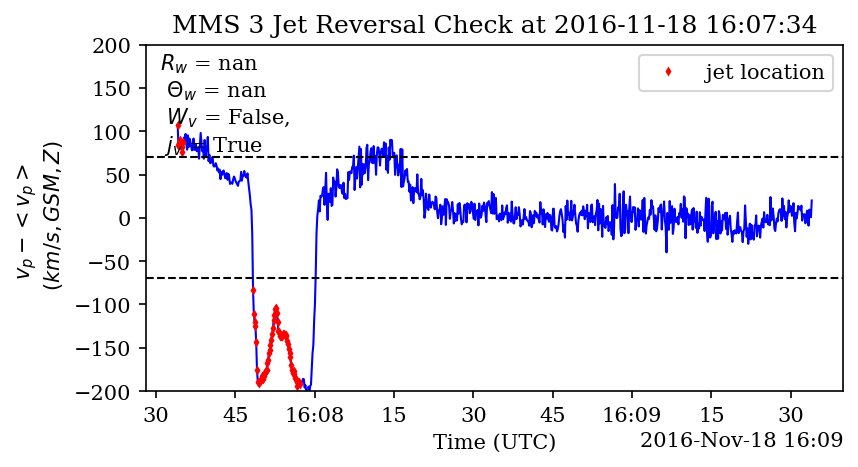 MMS 3 Jet Reversal Check at 2016-11-18 16:07:34
R_w = nan
Θ_w = nan
W_v = False,
j_v = True
jet location
v_p − <v_p>
(km/s, GSM, Z)
200
150
100
50
0
−50
−100
−150
−200
30 45 16:08 15 30 45 16:09 15 30
Time (UTC)
2016-Nov-18 16:09